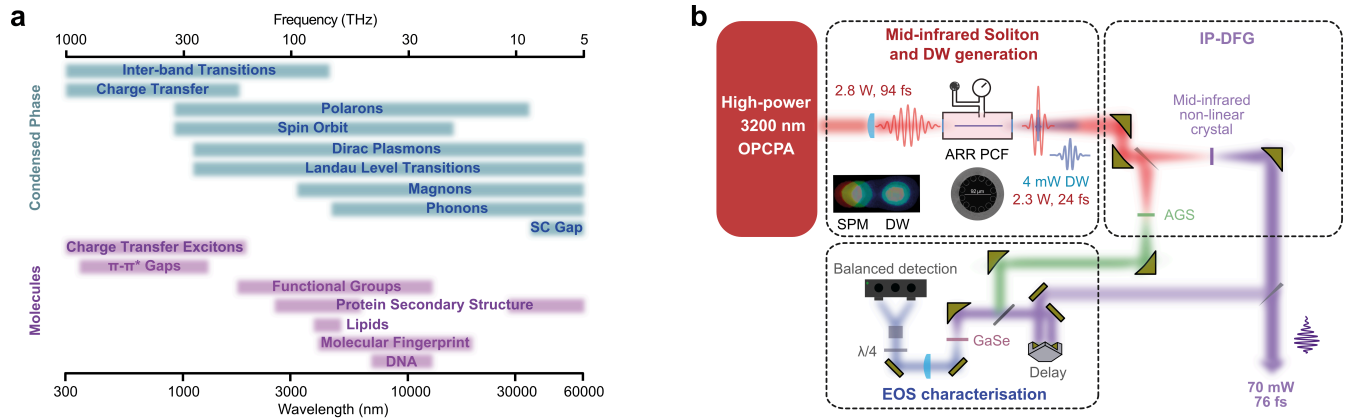 a
Frequency (THz)
1000 300 100 30 10 5
Condensed Phase
Inter-band Transitions
Charge Transfer
Polarons
Spin Orbit
Dirac Plasmons
Landau Level Transitions
Magnons
Phonons
SC Gap
Molecules
Charge Transfer Excitons
π-π* Gaps
Functional Groups
Protein Secondary Structure
Lipids
Molecular Fingerprint
DNA
300 1000 3000 10000 30000 60000
Wavelength (nm)
b
High-power
3200 nm
OPCPA
Mid-infrared Soliton
and DW generation
2.8 W, 94 fs
ARR PCF
92 μm
4 mW DW
2.3 W, 24 fs
SPM DW
IP-DFG
Mid-infrared
non-linear
crystal
AGS
Balanced detection
λ/4
GaSe
Delay
EOS characterisation
70 mW
76 fs